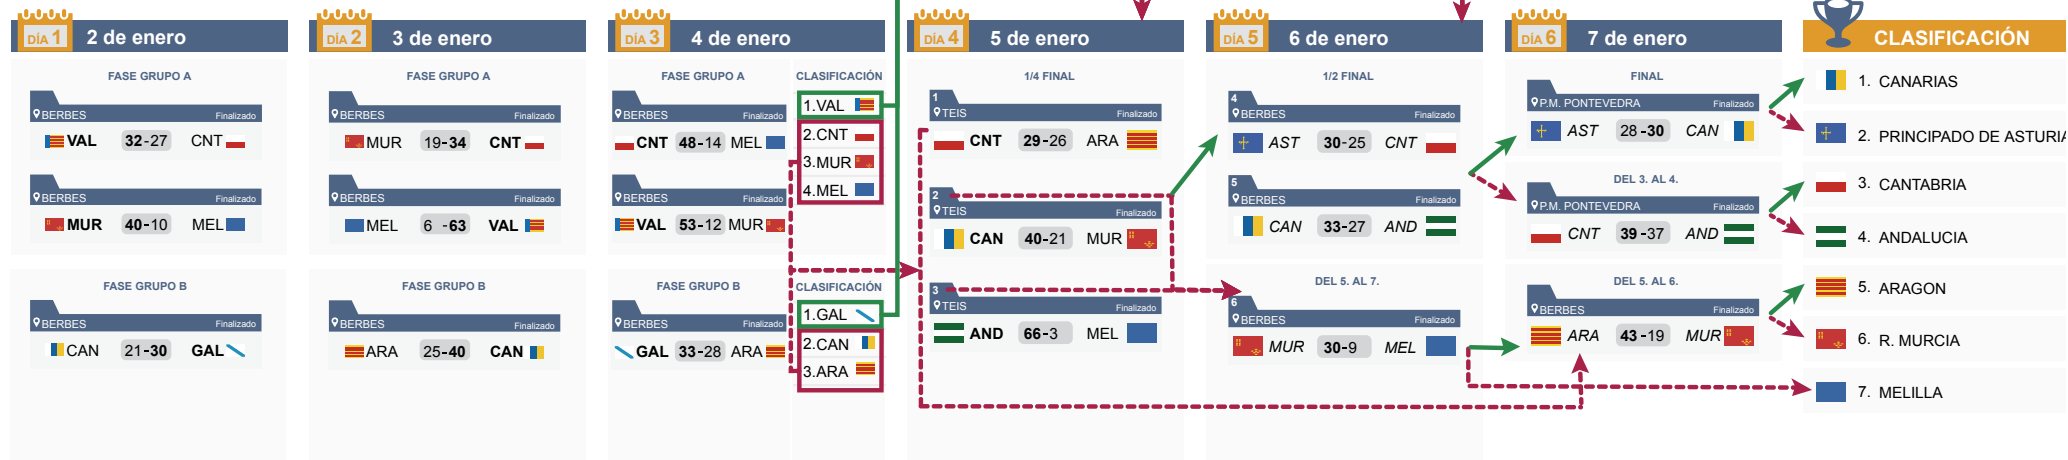 DÍA 1 2 de enero
FASE GRUPO A
BERBES Finalizado
VAL 32-27 CNT
BERBES Finalizado
MUR 40-10 MEL
FASE GRUPO B
BERBES Finalizado
CAN 21-30 GAL
DÍA 2 3 de enero
FASE GRUPO A
BERBES Finalizado
MUR 19-34 CNT
BERBES Finalizado
MEL 6 -63 VAL
FASE GRUPO B
BERBES Finalizado
ARA 25-40 CAN
DÍA 3 4 de enero
FASE GRUPO A
BERBES Finalizado
CNT 48-14 MEL
BERBES Finalizado
VAL 53-12 MUR
FASE GRUPO B
BERBES Finalizado
GAL 33-28 ARA
CLASIFICACIÓN
1.VAL
2.CNT
3.MUR
4.MEL
CLASIFICACIÓN
1.GAL
2.CAN
3.ARA
DÍA 4 5 de enero
1/4 FINAL
1
TEIS Finalizado
CNT 29-26 ARA
2
TEIS Finalizado
CAN 40-21 MUR
3
TEIS Finalizado
AND 66-3 MEL
DÍA 5 6 de enero
1/2 FINAL
4
BERBES Finalizado
AST 30-25 CNT
5
BERBES Finalizado
CAN 33-27 AND
DEL 5. AL 7.
6
BERBES Finalizado
MUR 30-9 MEL
DÍA 6 7 de enero
FINAL
P.M. PONTEVEDRA Finalizado
AST 28-30 CAN
DEL 3. AL 4.
P.M. PONTEVEDRA Finalizado
CNT 39-37 AND
DEL 5. AL 6.
BERBES Finalizado
ARA 43-19 MUR
CLASIFICACIÓN
1. CANARIAS
2. PRINCIPADO DE ASTURIA
3. CANTABRIA
4. ANDALUCIA
5. ARAGON
6. R. MURCIA
7. MELILLA